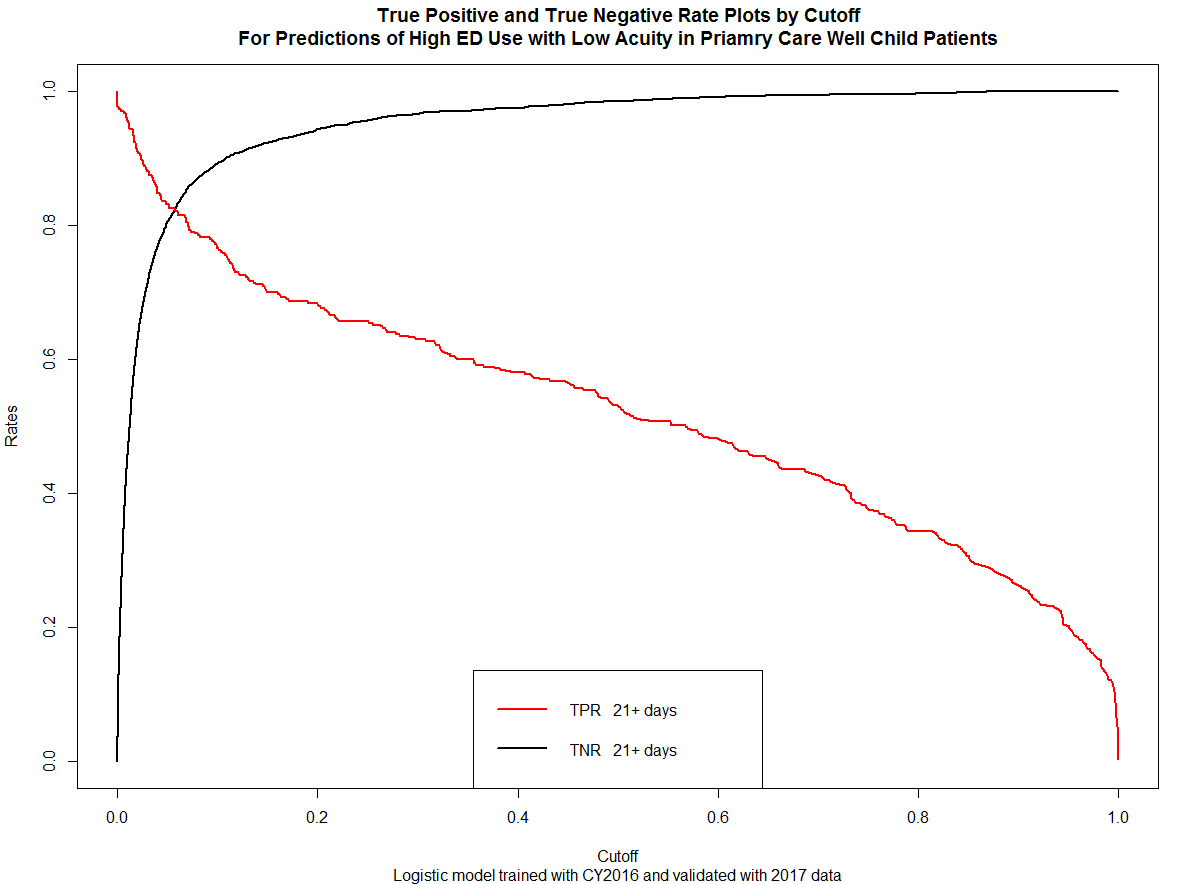 True Positive and True Negative Rate Plots by Cutoff
For Predictions of High ED Use with Low Acuity in Priamry Care Well Child Patients
1.0
0.8
0.6
0.4
0.2
0.0
Rates
TPR 21+ days
TNR 21+ days
0.0 0.2 0.4 0.6 0.8 1.0
Cutoff
Logistic model trained with CY2016 and validated with 2017 data